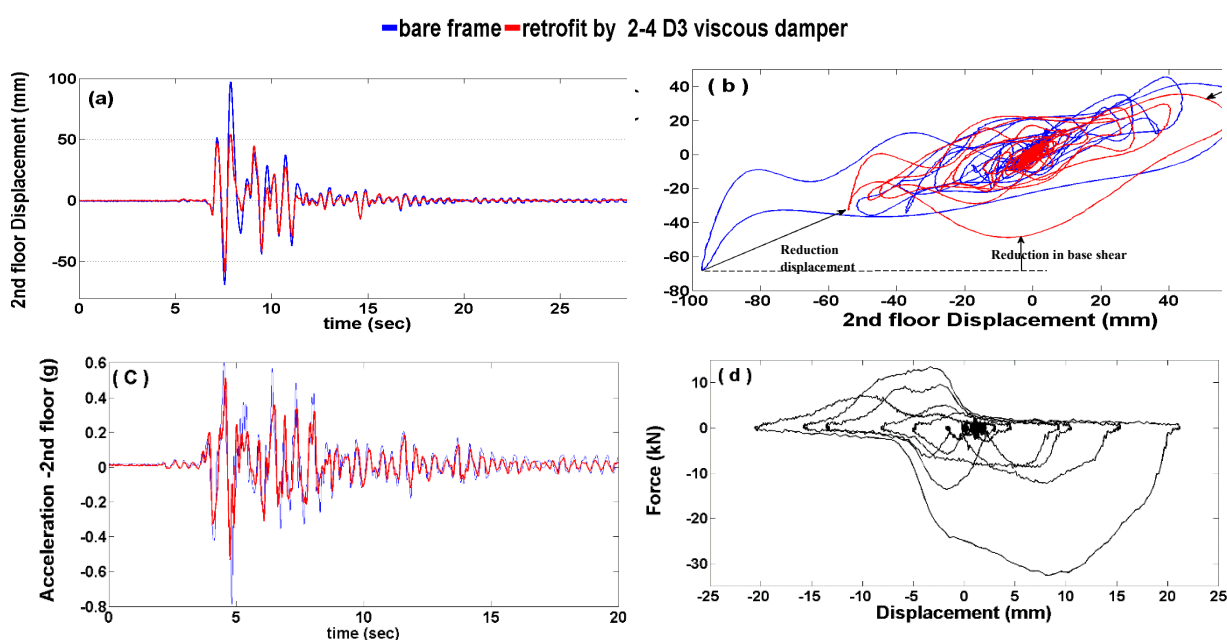 bare frame retrofit by 2-4 D3 viscous damper
(a)
2nd floor Displacement (mm)
100
50
0
-50
0 5 10 15 20 25
time (sec)
( b )
40
20
0
-20
-40
-60
-80
-100 -80 -60 -40 -20 0 20 40
Reduction
displacement
Reduction in base shear
2nd floor Displacement (mm)
( C )
Acceleration -2nd floor (g)
0.6
0.4
0.2
0
-0.2
-0.4
-0.6
-0.8
0 5 10 15 20
time (sec)
( d )
Force (kN)
10
0
-10
-20
-30
-25 -20 -15 -10 -5 0 5 10 15 20 25
Displacement (mm)